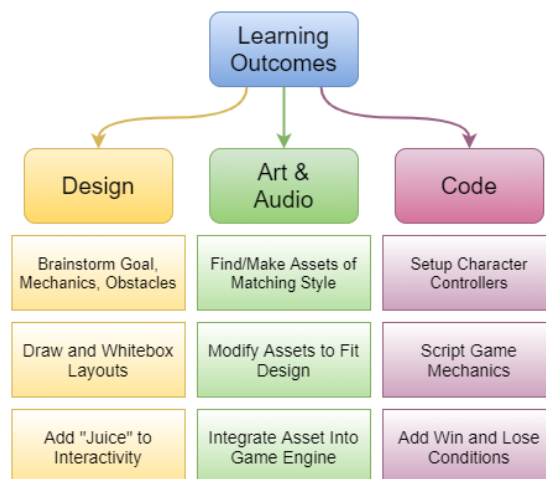 Learning
Outcomes
Design
Art &
Audio
Code
Brainstorm Goal,
Mechanics, Obstacles
Find/Make Assets of
Matching Style
Setup Character
Controllers
Draw and Whitebox
Layouts
Modify Assets to Fit
Design
Script Game
Mechanics
Add "Juice" to
Interactivity
Integrate Asset Into
Game Engine
Add Win and Lose
Conditions